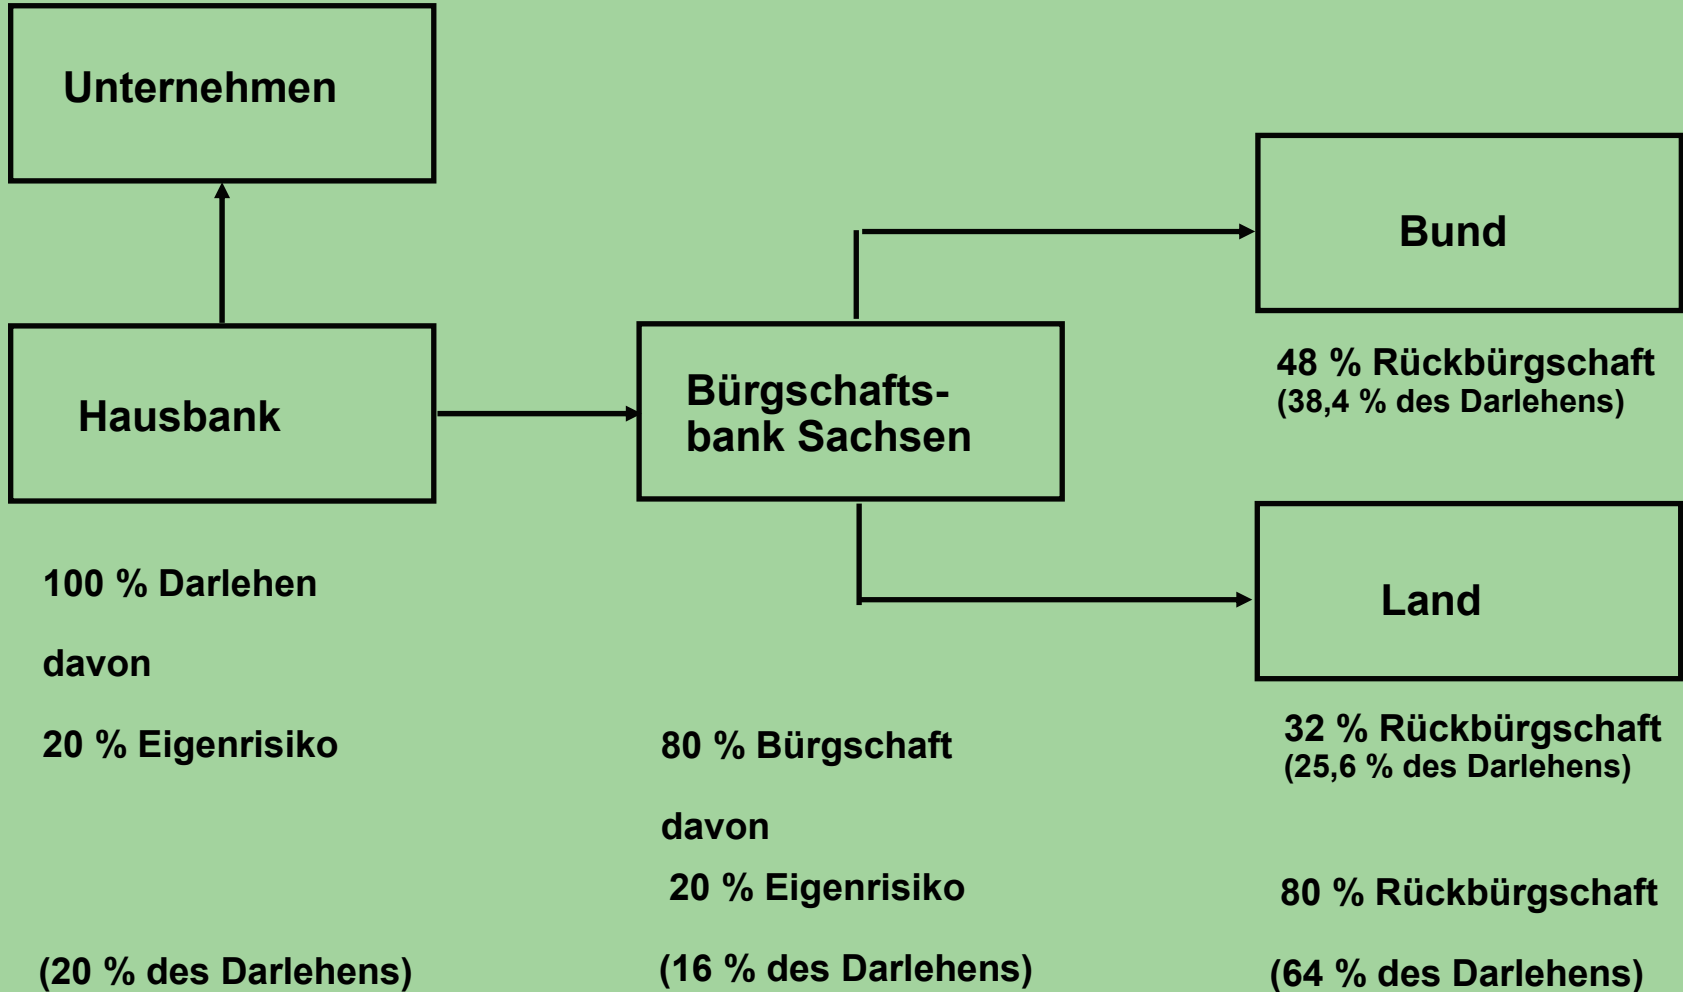 Unternehmen
Bund
48 % Rückbürgschaft
(38,4 % des Darlehens)
Hausbank
Bürgschafts-
bank Sachsen
Land
32 % Rückbürgschaft
(25,6 % des Darlehens)
100 % Darlehen
davon
20 % Eigenrisiko
(20 % des Darlehens)
80 % Bürgschaft
davon
20 % Eigenrisiko
(16 % des Darlehens)
80 % Rückbürgschaft
(64 % des Darlehens)